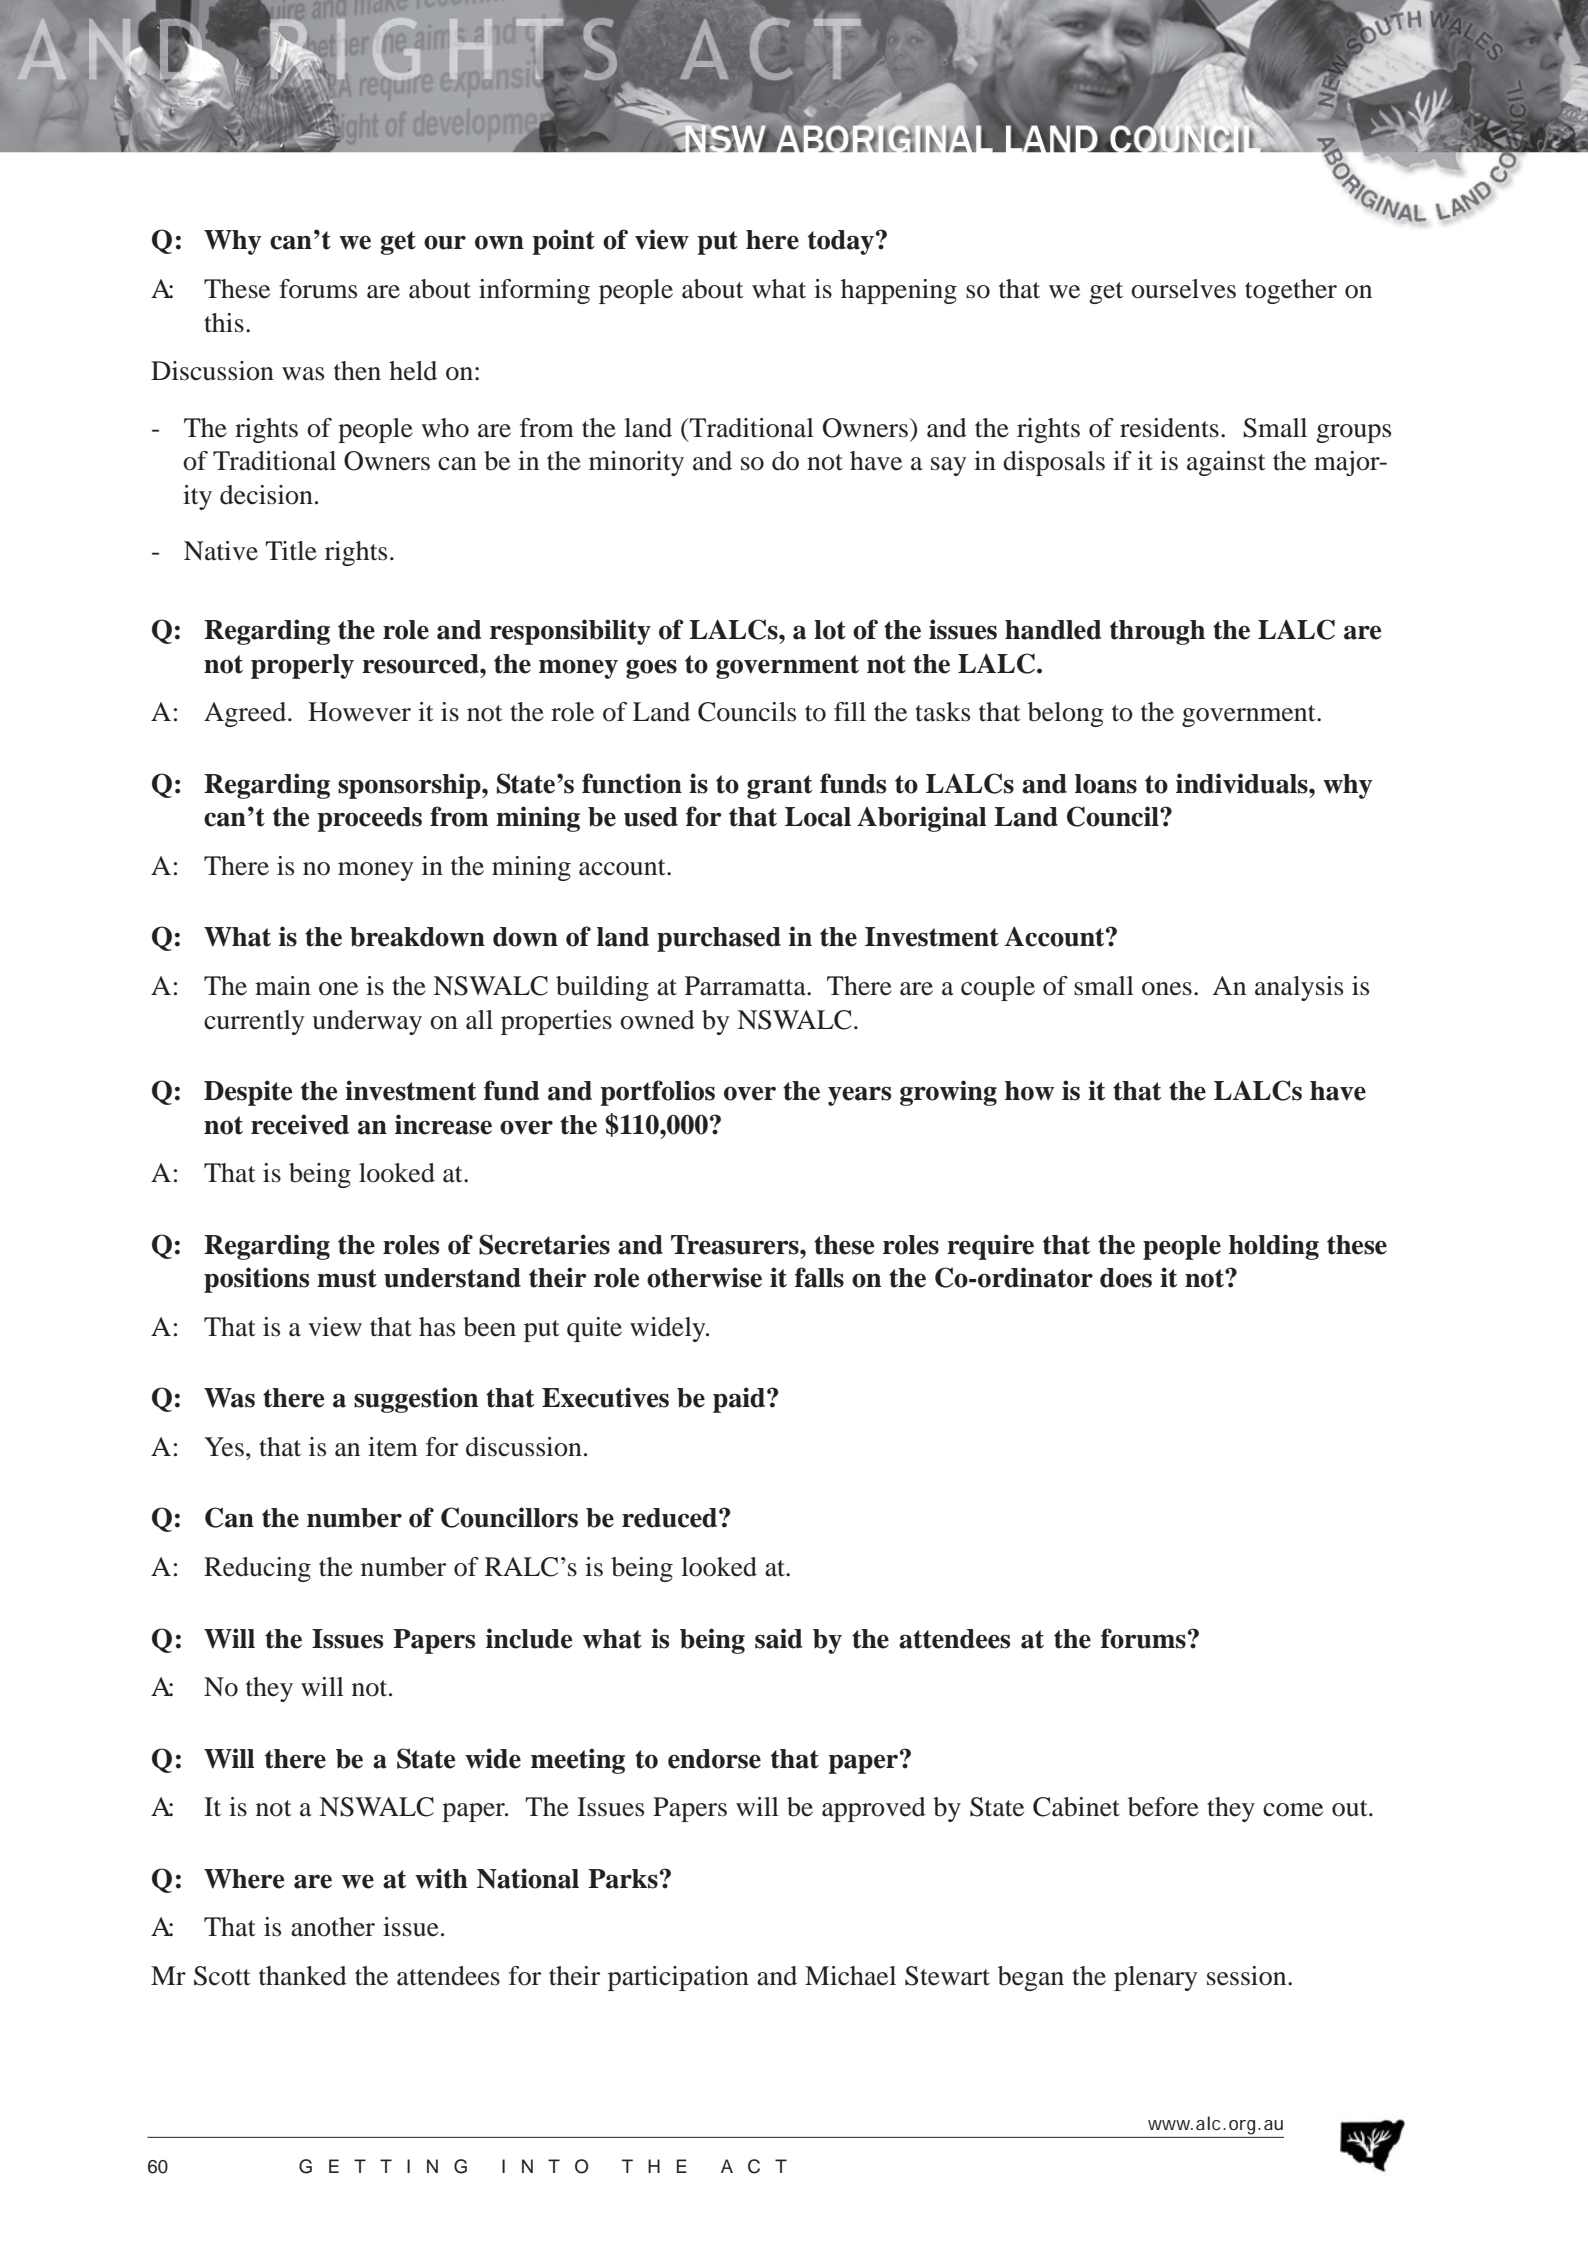 AND RIGHTS ACT
NSW ABORIGINAL LAND COUNCIL
NEW SOUTH WALES
ABORIGINAL LAND COUNCIL
Q: Why can’t we get our own point of view put here today?
A: These forums are about informing people about what is happening so that we get ourselves together on
this.
Discussion was then held on:
- The rights of people who are from the land (Traditional Owners) and the rights of residents. Small groups
of Traditional Owners can be in the minority and so do not have a say in disposals if it is against the major-
ity decision.
- Native Title rights.
Q: Regarding the role and responsibility of LALCs, a lot of the issues handled through the LALC are
not properly resourced, the money goes to government not the LALC.
A: Agreed. However it is not the role of Land Councils to fill the tasks that belong to the government.
Q: Regarding sponsorship, State’s function is to grant funds to LALCs and loans to individuals, why
can’t the proceeds from mining be used for that Local Aboriginal Land Council?
A: There is no money in the mining account.
Q: What is the breakdown down of land purchased in the Investment Account?
A: The main one is the NSWALC building at Parramatta. There are a couple of small ones. An analysis is
currently underway on all properties owned by NSWALC.
Q: Despite the investment fund and portfolios over the years growing how is it that the LALCs have
not received an increase over the $110,000?
A: That is being looked at.
Q: Regarding the roles of Secretaries and Treasurers, these roles require that the people holding these
positions must understand their role otherwise it falls on the Co-ordinator does it not?
A: That is a view that has been put quite widely.
Q: Was there a suggestion that Executives be paid?
A: Yes, that is an item for discussion.
Q: Can the number of Councillors be reduced?
A: Reducing the number of RALC’s is being looked at.
Q: Will the Issues Papers include what is being said by the attendees at the forums?
A: No they will not.
Q: Will there be a State wide meeting to endorse that paper?
A: It is not a NSWALC paper. The Issues Papers will be approved by State Cabinet before they come out.
Q: Where are we at with National Parks?
A: That is another issue.
Mr Scott thanked the attendees for their participation and Michael Stewart began the plenary session.
www.alc.org.au
60 GETTING INTO THE ACT